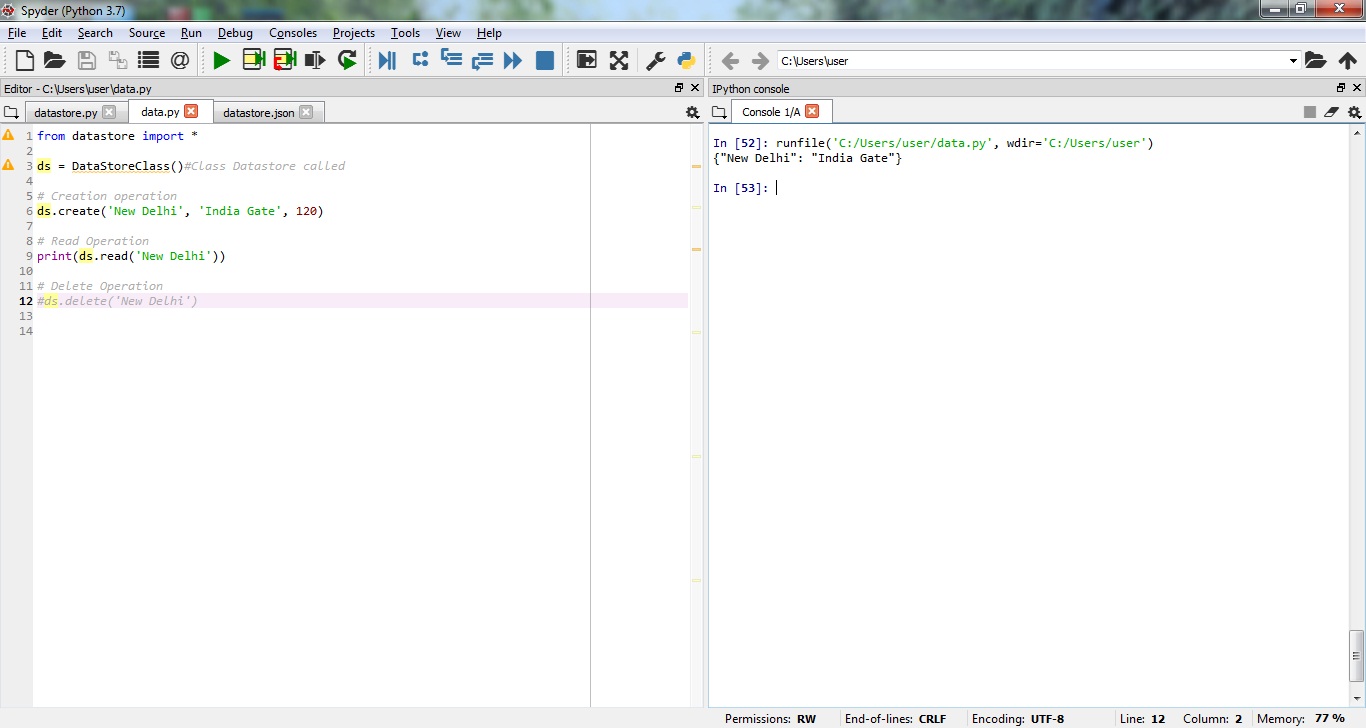 Spyder (Python 3.7)
File Edit Search Source Run Debug Consoles Projects Tools View Help
C:\Users\user
Editor - C:\Users\user\data.py
datastore.py data.py datastore.json
1 from datastore import *
2
3 ds = DataStoreClass()#Class Datastore called
4
5 # Creation operation
6 ds.create('New Delhi', 'India Gate', 120)
7
8 # Read Operation
9 print(ds.read('New Delhi'))
10
11 # Delete Operation
12 #ds.delete('New Delhi')
13
14
IPython console
Console 1/A
In [52]: runfile('C:/Users/user/data.py', wdir='C:/Users/user')
{"New Delhi": "India Gate"}
In [53]:
Permissions: RW End-of-lines: CRLF Encoding: UTF-8 Line: 12 Column: 2 Memory: 77 %